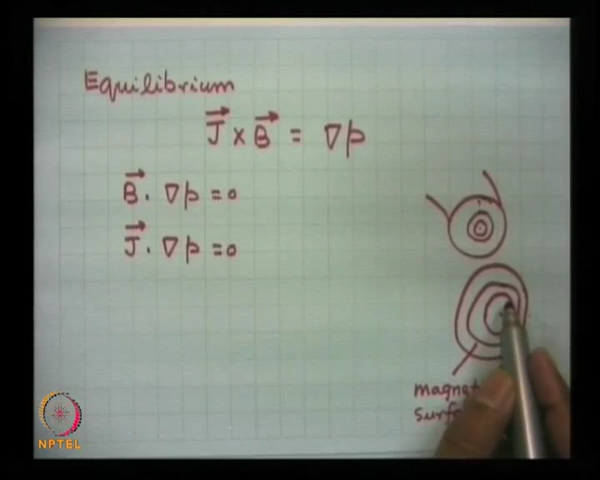 Equilibrium
J⃗ × B⃗ = ∇p
B⃗ . ∇p = 0
J⃗ . ∇p = 0
NPTEL